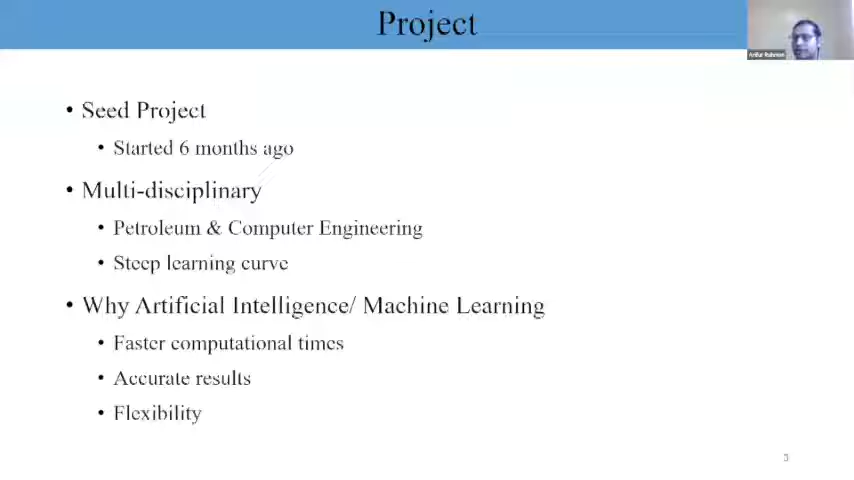 Project
• Seed Project
• Started 6 months ago
• Multi-disciplinary
• Petroleum & Computer Engineering
• Steep learning curve
• Why Artificial Intelligence/ Machine Learning
• Faster computational times
• Accurate results
• Flexibility
3